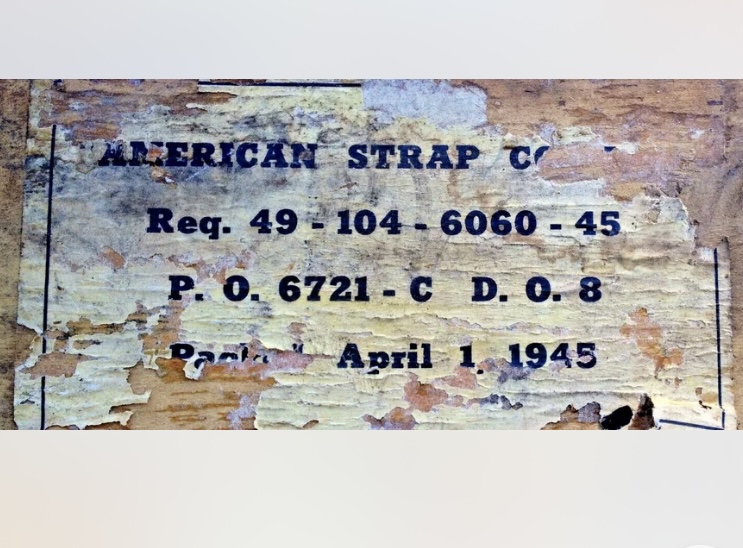 AMERICAN STRAP
Req. 49 - 104 - 6060 - 45
P. O. 6721 - C D. O. 8
April 1, 1945